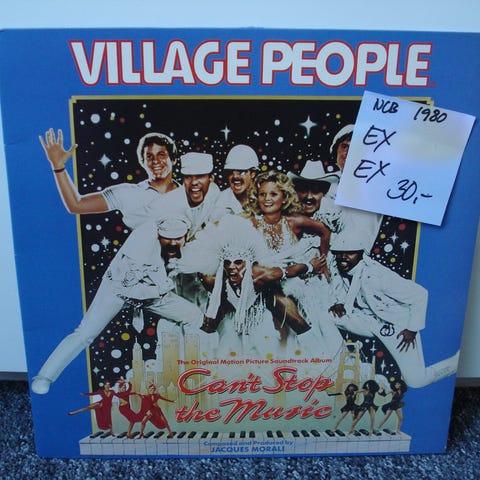 VILLAGE PEOPLE
NCB 1980
EX
EX 30,-
The Original Motion Picture Soundtrack Album
Can't Stop
the Music
Composed and Produced by
JACQUES MORALI